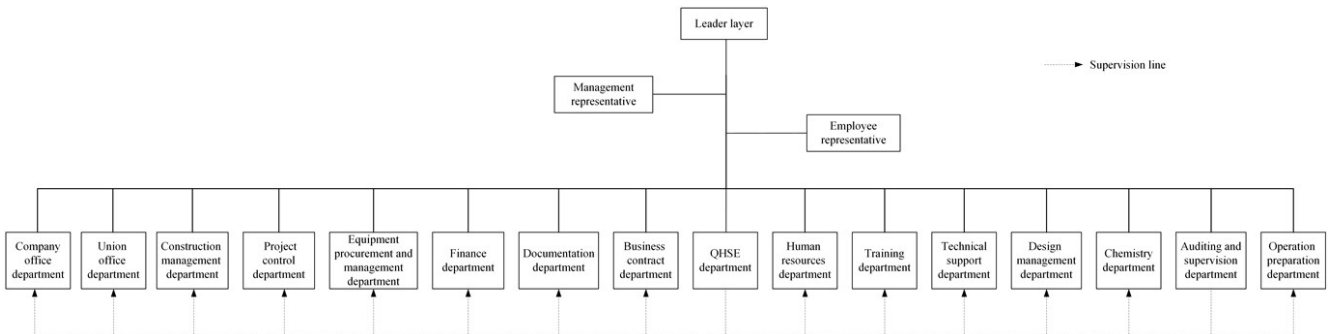 Leader layer
Supervision line
Management
representative
Employee
representative
Company
office
department
Union
office
department
Construction
management
department
Project
control
department
Equipment
procurement and
management
department
Finance
department
Documentation
department
Business
contract
department
QHSE
department
Human
resources
department
Training
department
Technical
support
department
Design
management
department
Chemistry
department
Auditing and
supervision
department
Operation
preparation
department